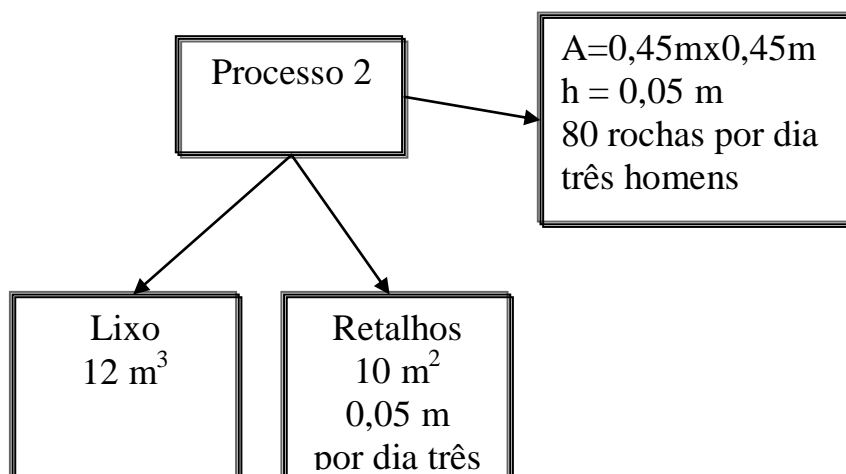 Processo 2
A=0,45mx0,45m
h = 0,05 m
80 rochas por dia
três homens
Lixo
12 m³
Retalhos
10 m²
0,05 m
por dia três